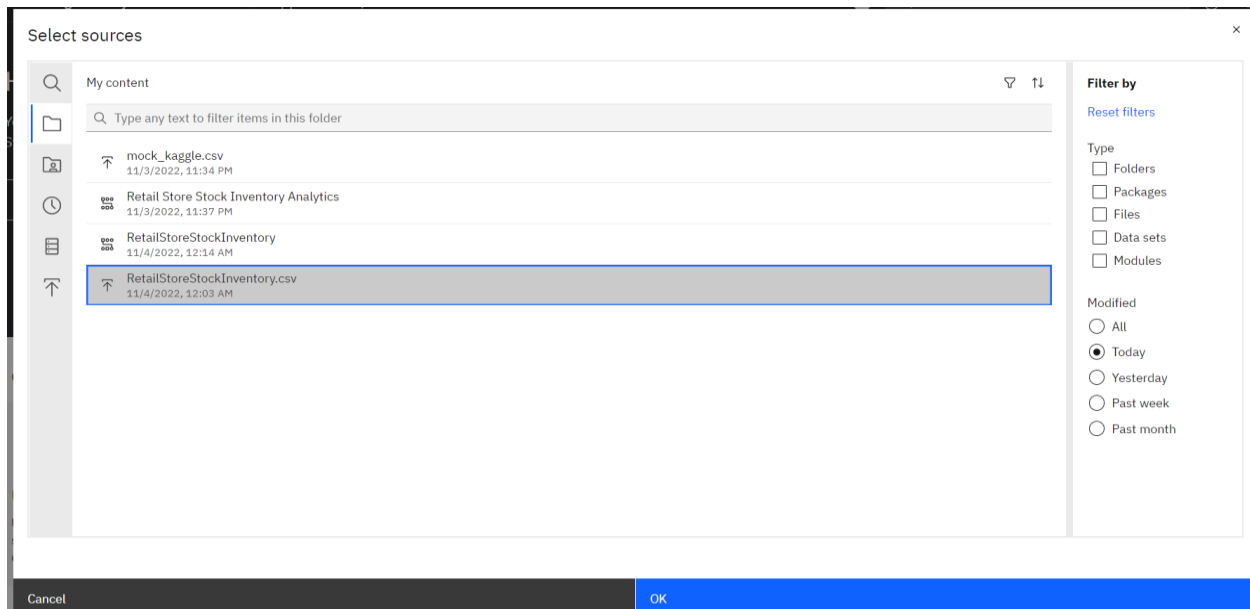 Select sources
My content
Type any text to filter items in this folder
mock_kaggle.csv
11/3/2022, 11:34 PM
Retail Store Stock Inventory Analytics
11/3/2022, 11:37 PM
RetailStoreStockInventory
11/4/2022, 12:14 AM
RetailStoreStockInventory.csv
11/4/2022, 12:03 AM
Filter by
Reset filters
Type
Folders
Packages
Files
Data sets
Modules
Modified
All
Today
Yesterday
Past week
Past month
Cancel
OK